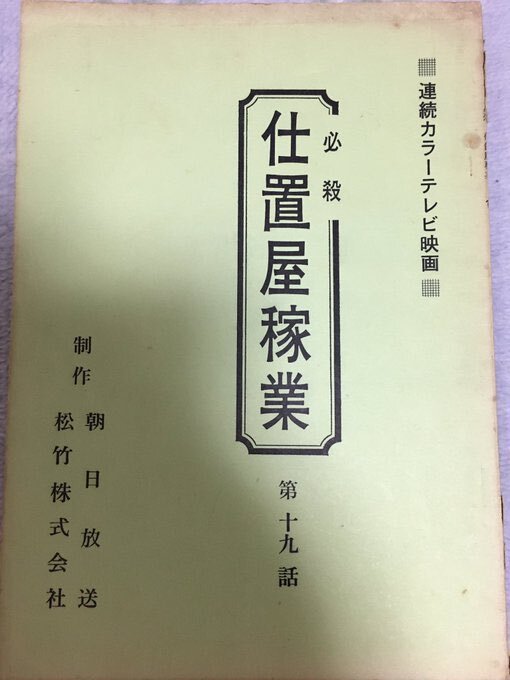 連続カラーテレビ映画
必殺
仕置屋稼業
第十九話
制作
朝日放送
松竹株式会社